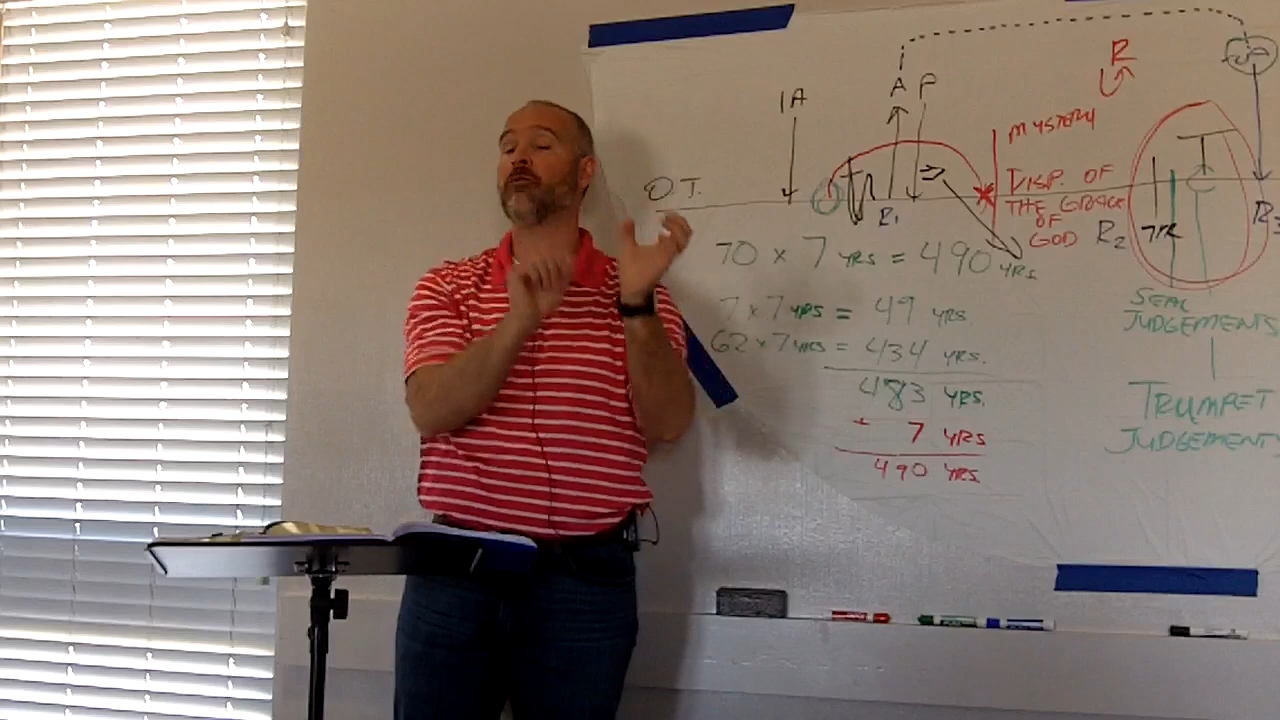 R
A P
1A
MYSTERY
O.T.
DISP. OF
THE GRACE
OF
GOD
R1
R2
7YR
70 x 7 YRS = 490 YRS
7 x 7 YRS = 49 YRS.
62 x 7 YRS = 434 YRS.
483 YRS.
+ 7 YRS
490 YRS.
SEAL
JUDGEMENTS
TRUMPET
JUDGEMENTS